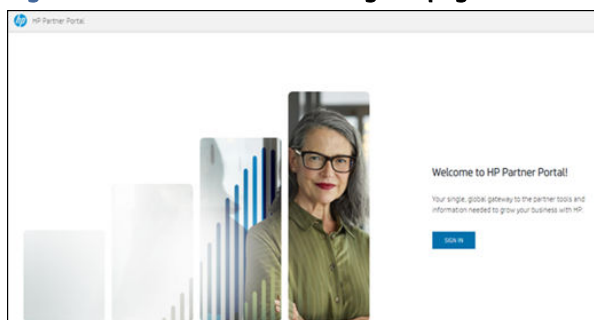 hp HP Partner Portal
Welcome to HP Partner Portal!
Your single, global gateway to the partner tools and
information needed to grow your business with HP.
SIGN IN